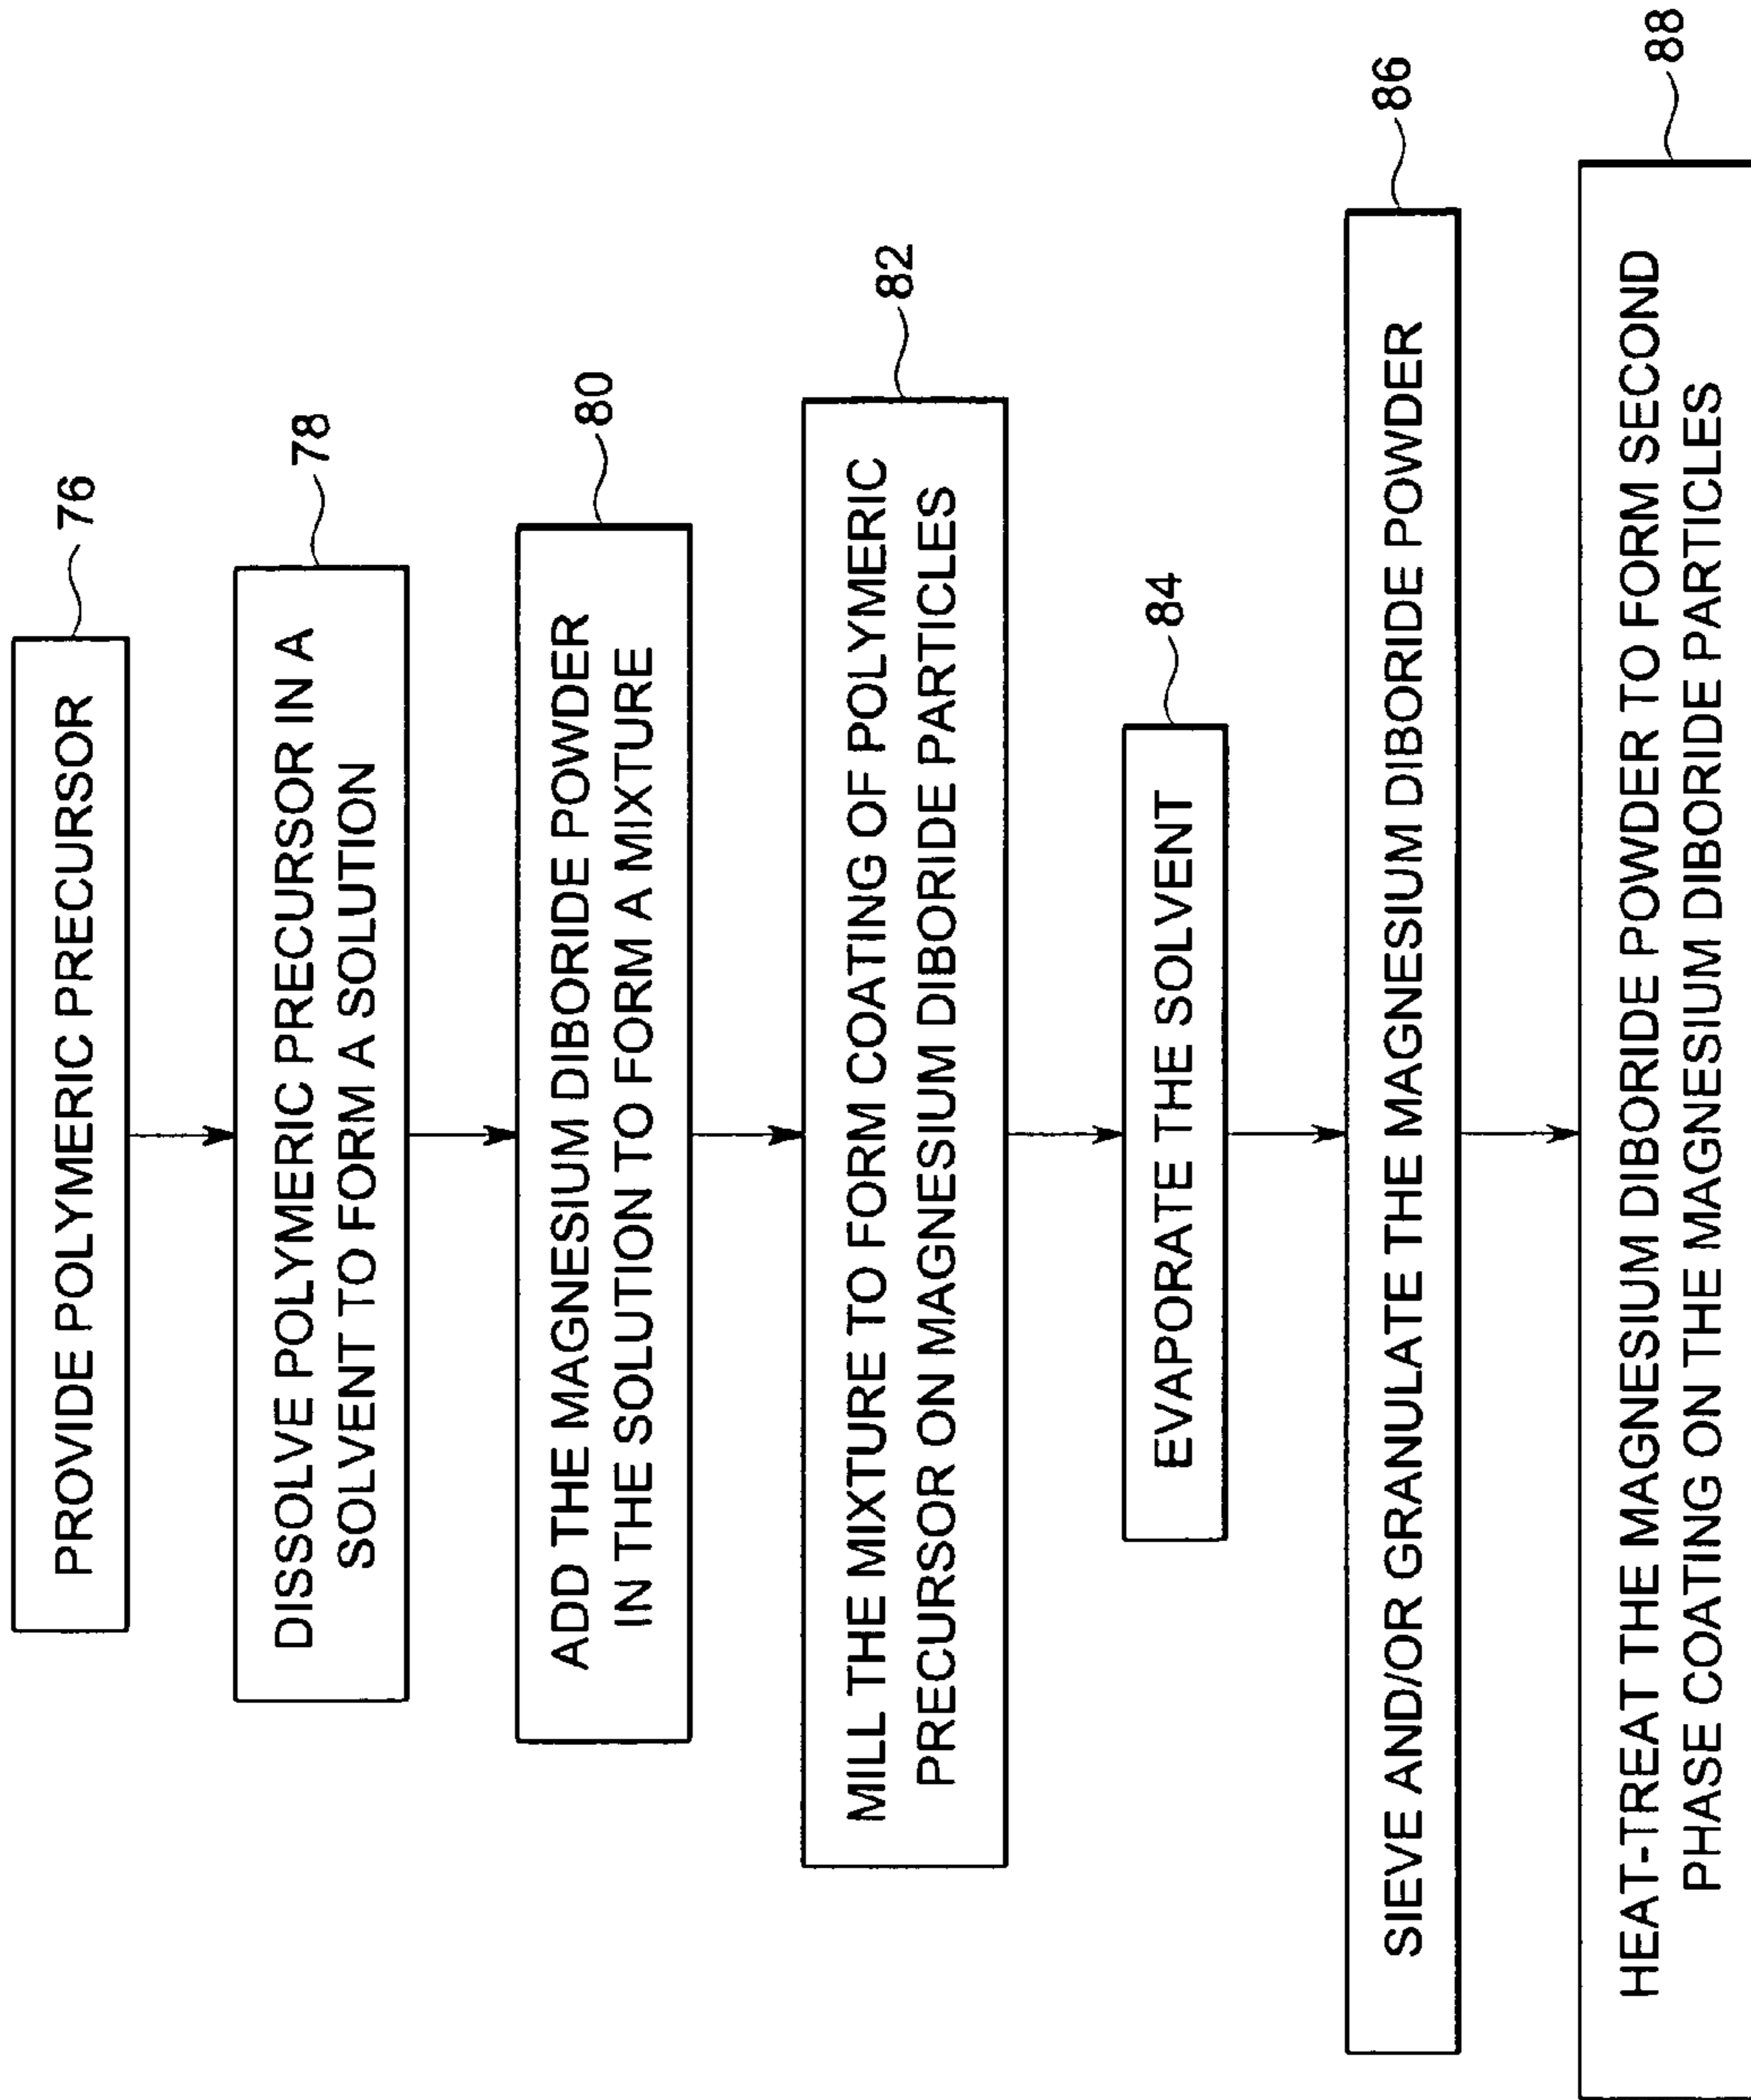 PROVIDE POLYMERIC PRECURSOR
76
DISSOLVE POLYMERIC PRECURSOR IN A
SOLVENT TO FORM A SOLUTION
78
ADD THE MAGNESIUM DIBORIDE POWDER
IN THE SOLUTION TO FORM A MIXTURE
80
MILL THE MIXTURE TO FORM COATING OF POLYMERIC
PRECURSOR ON MAGNESIUM DIBORIDE PARTICLES
82
EVAPORATE THE SOLVENT
84
SIEVE AND/OR GRANULATE THE MAGNESIUM DIBORIDE POWDER
86
HEAT-TREAT THE MAGNESIUM DIBORIDE POWDER TO FORM SECOND
PHASE COATING ON THE MAGNESIUM DIBORIDE PARTICLES
88